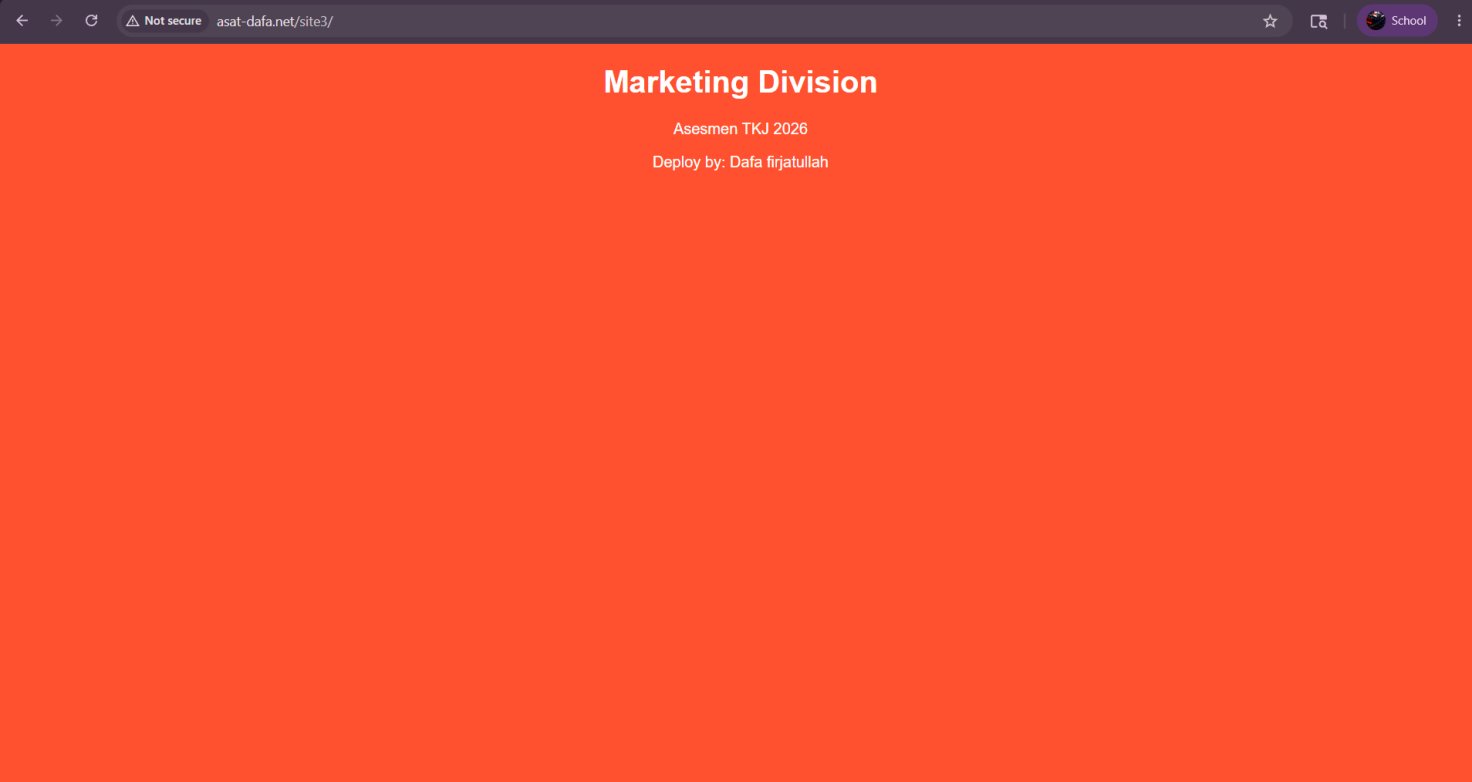 Not secure
asat-dafa.net/site3/
School
Marketing Division
Asesmen TKJ 2026
Deploy by: Dafa firjatullah